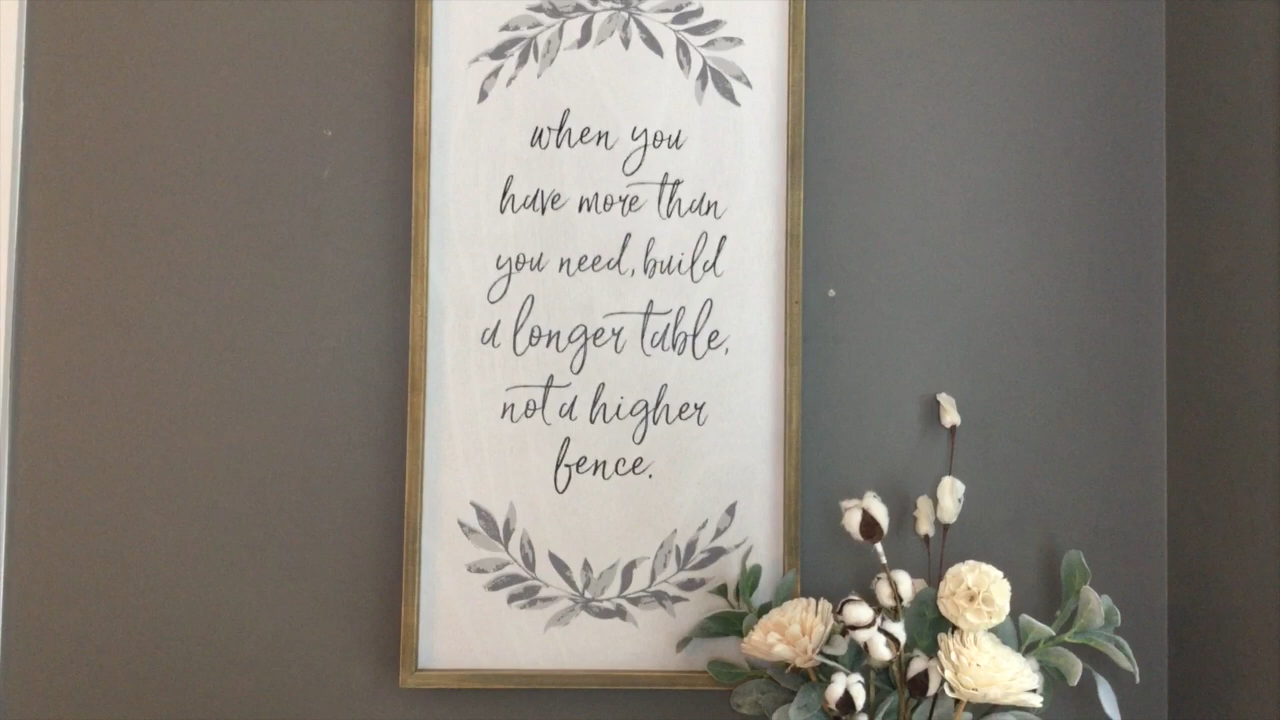 when you
have more than
you need, build
a longer table,
not a higher
fence.